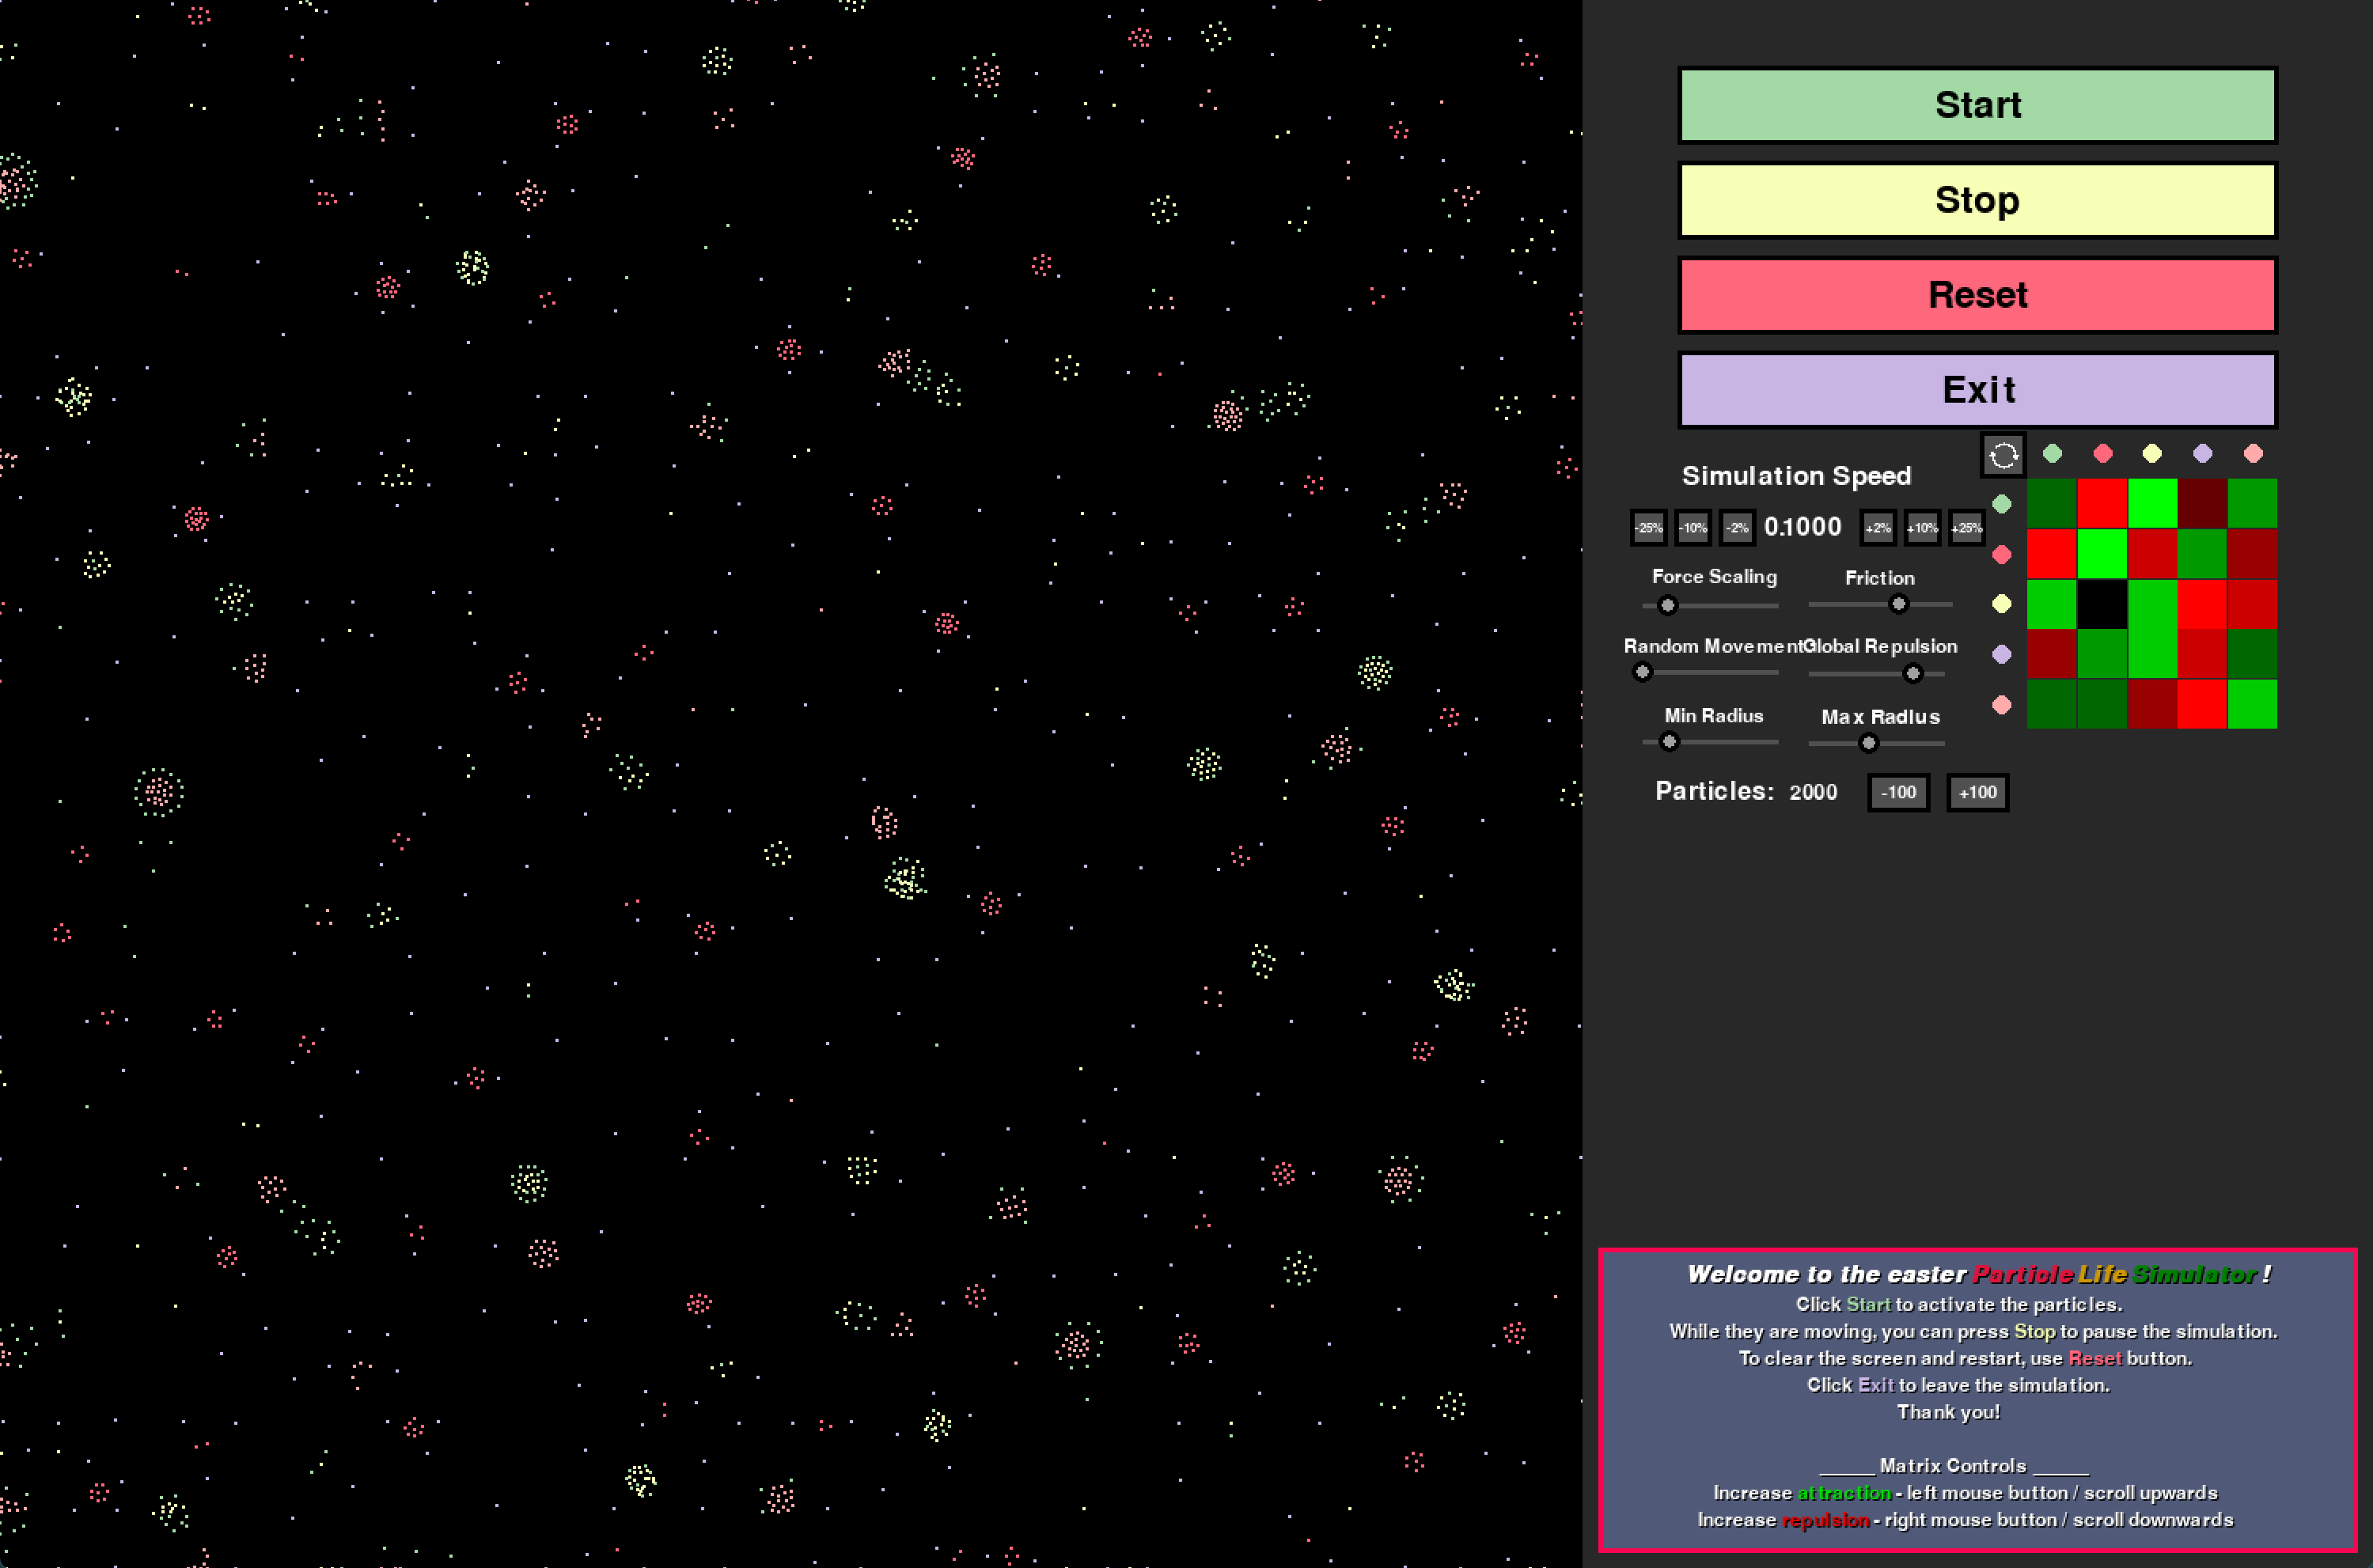 Start
Stop
Reset
Exit
Simulation Speed
-25% -10% -2% 0.1000 +2% +10% +25%
Force Scaling Friction
Random Movement Global Repulsion
Min Radius Max Radius
Particles: 2000 -100 +100
Welcome to the easter Particle Life Simulator !
Click Start to activate the particles.
While they are moving, you can press Stop to pause the simulation.
To clear the screen and restart, use Reset button.
Click Exit to leave the simulation.
Thank you!
_____ Matrix Controls _____
Increase attraction - left mouse button / scroll upwards
Increase repulsion - right mouse button / scroll downwards